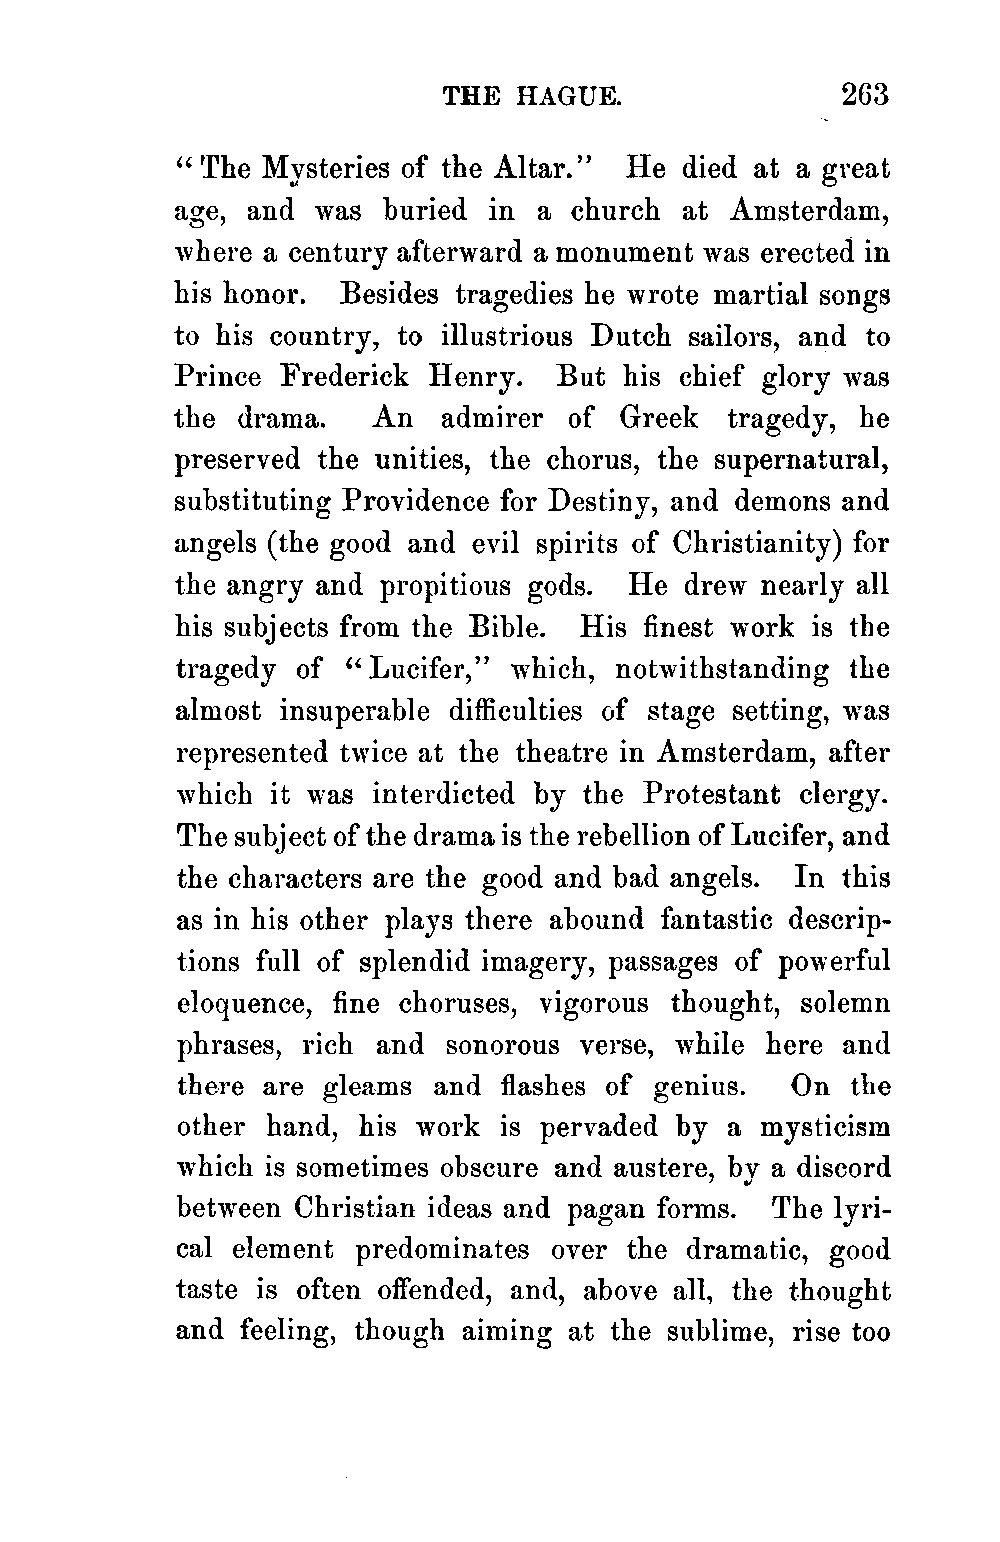 THE HAGUE. 263
“The Mysteries of the Altar.” He died at a great
age, and was buried in a church at Amsterdam,
where a century afterward a monument was erected in
his honor. Besides tragedies he wrote martial songs
to his country, to illustrious Dutch sailors, and to
Prince Frederick Henry. But his chief glory was
the drama. An admirer of Greek tragedy, he
preserved the unities, the chorus, the supernatural,
substituting Providence for Destiny, and demons and
angels (the good and evil spirits of Christianity) for
the angry and propitious gods. He drew nearly all
his subjects from the Bible. His finest work is the
tragedy of “Lucifer,” which, notwithstanding the
almost insuperable difficulties of stage setting, was
represented twice at the theatre in Amsterdam, after
which it was interdicted by the Protestant clergy.
The subject of the drama is the rebellion of Lucifer, and
the characters are the good and bad angels. In this
as in his other plays there abound fantastic descrip-
tions full of splendid imagery, passages of powerful
eloquence, fine choruses, vigorous thought, solemn
phrases, rich and sonorous verse, while here and
there are gleams and flashes of genius. On the
other hand, his work is pervaded by a mysticism
which is sometimes obscure and austere, by a discord
between Christian ideas and pagan forms. The lyri-
cal element predominates over the dramatic, good
taste is often offended, and, above all, the thought
and feeling, though aiming at the sublime, rise too